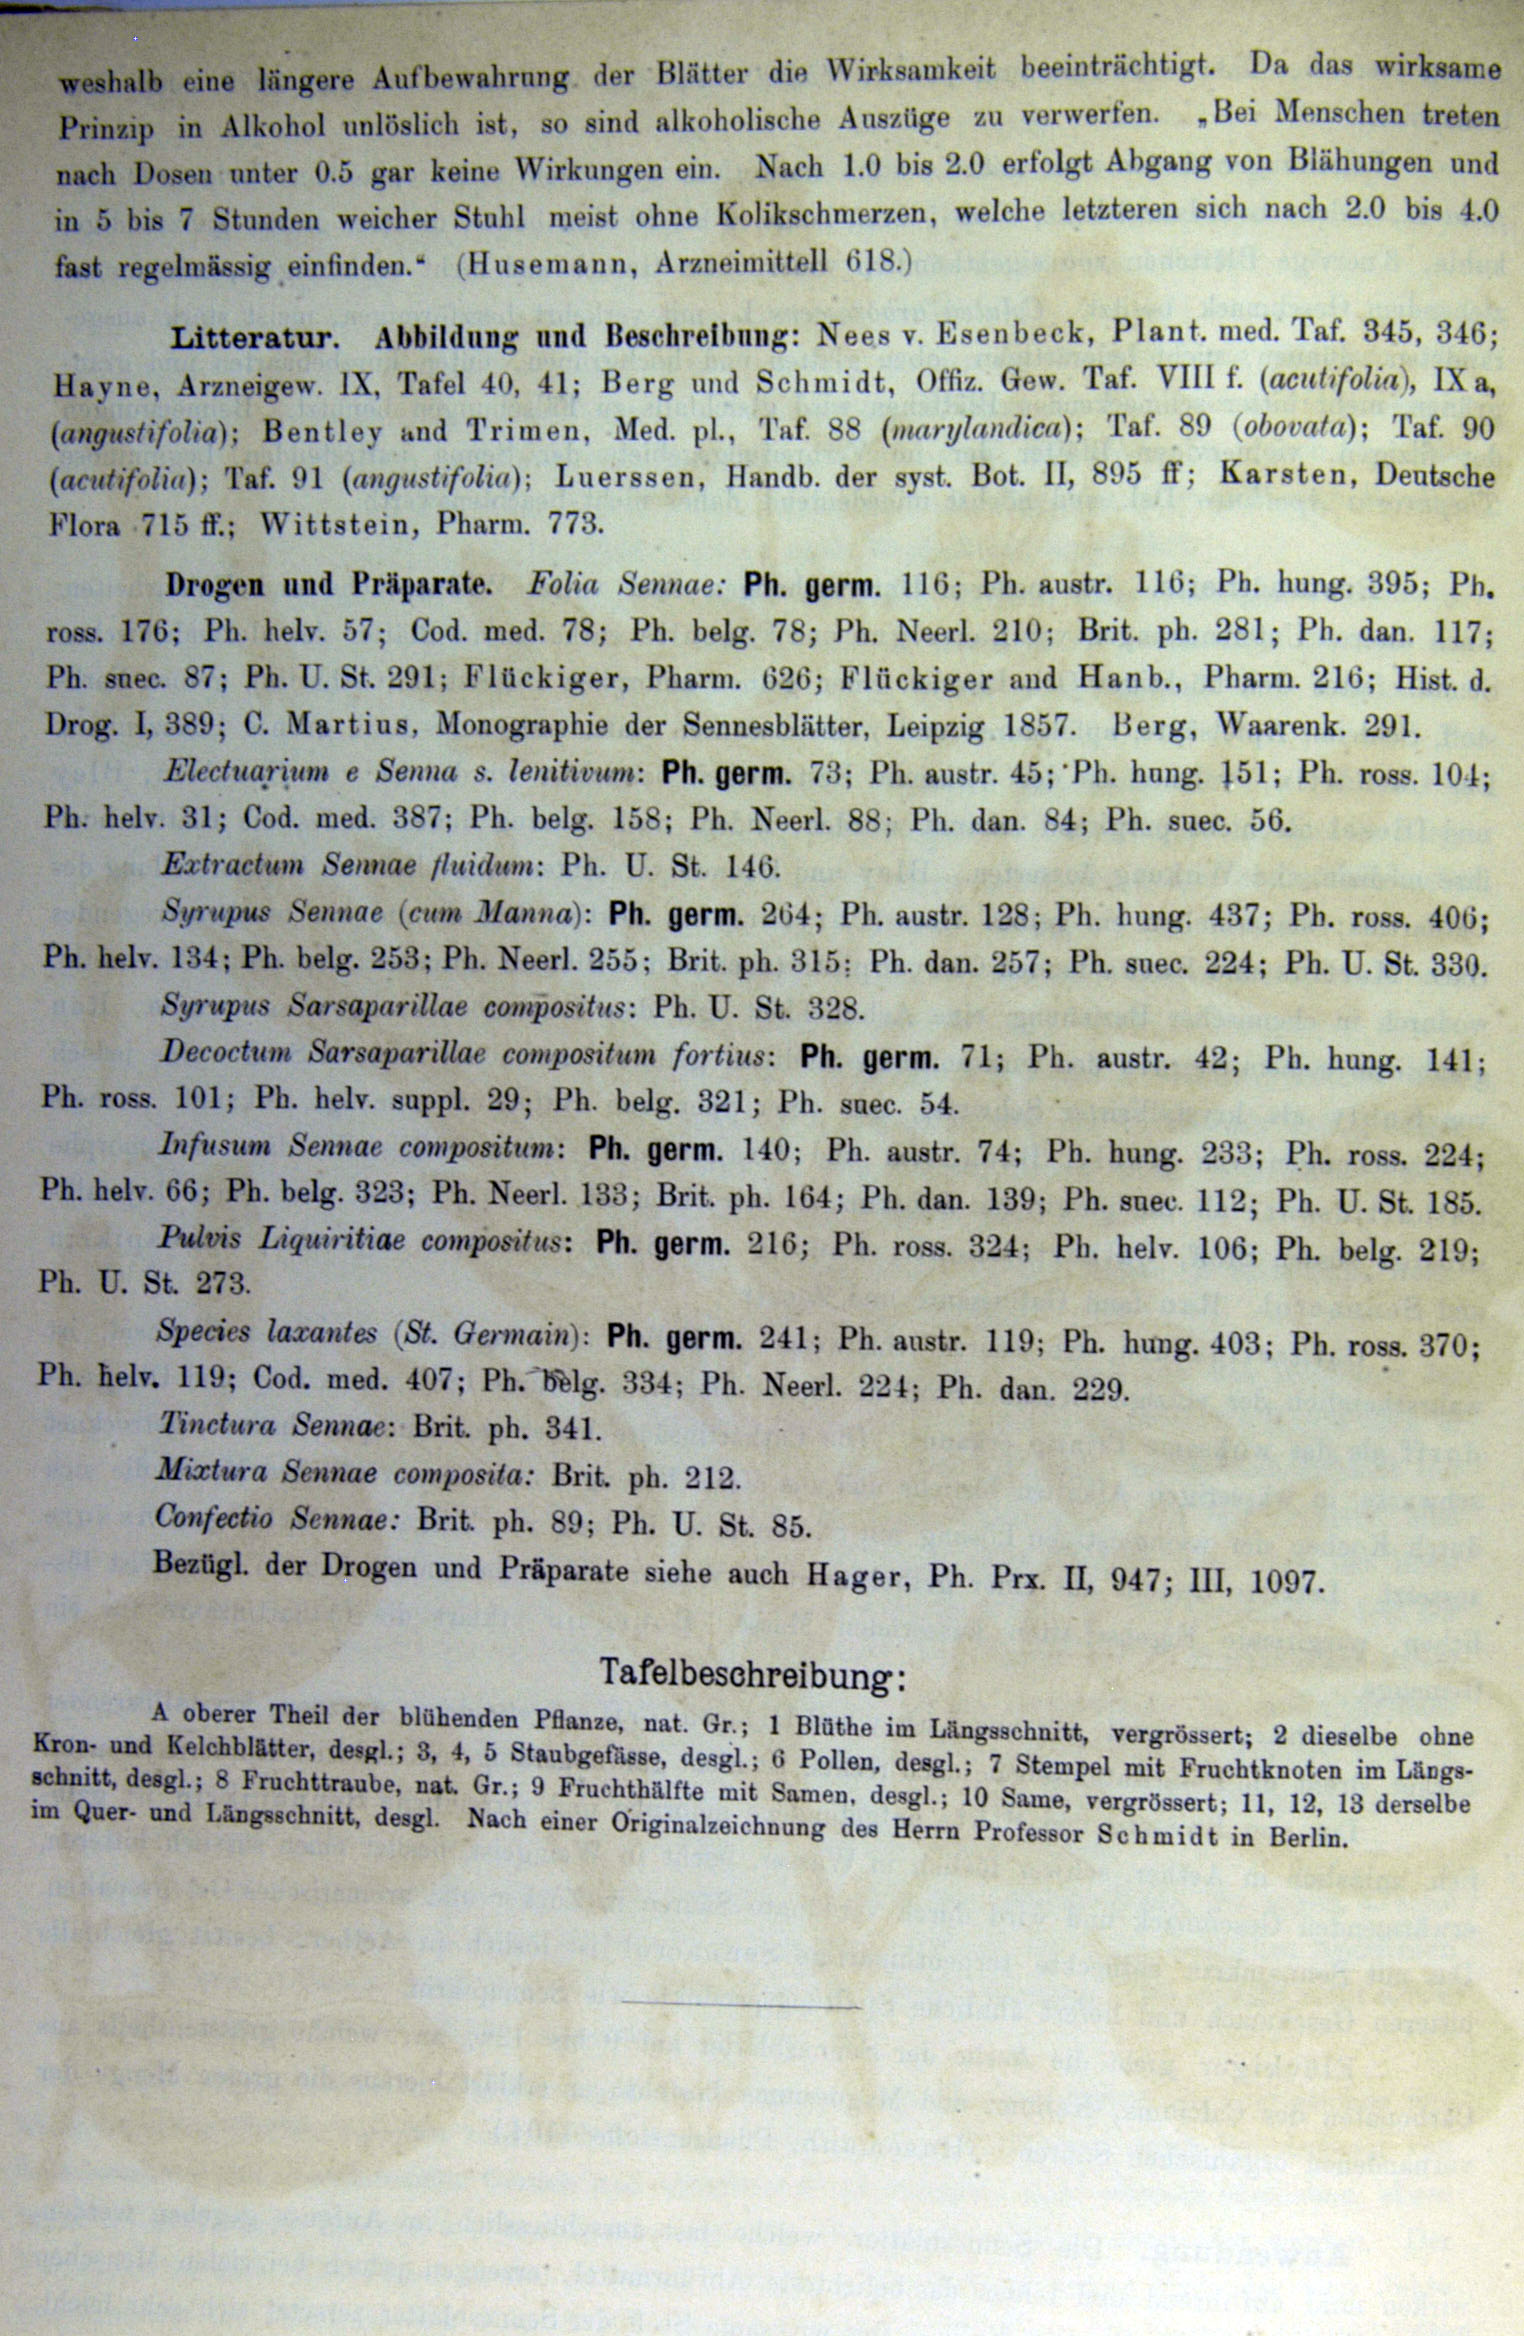 weshalb eine längere Aufbewahrung der Blätter die Wirksamkeit beeinträchtigt. Da das wirksame
Prinzip in Alkohol unlöslich ist, so sind alkoholische Auszüge zu verwerfen. „Bei Menschen treten
nach Dosen unter 0.5 gar keine Wirkungen ein. Nach 1.0 bis 2.0 erfolgt Abgang von Blähungen und
in 5 bis 7 Stunden weicher Stuhl meist ohne Kolikschmerzen, welche letzteren sich nach 2.0 bis 4.0
fast regelmässig einfinden.“ (Husemann, Arzneimittell 618.)
Litteratur. Abbildung und Beschreibung: Nees v. Esenbeck, Plant. med. Taf. 345, 346;
Hayne, Arzneigew. IX, Tafel 40, 41; Berg und Schmidt, Offiz. Gew. Taf. VIII f. (acutifolia), IX a,
(angustifolia); Bentley and Trimen, Med. pl., Taf. 88 (marylandica); Taf. 89 (obovata); Taf. 90
(acutifolia); Taf. 91 (angustifolia); Luerssen, Handb. der syst. Bot. II, 895 ff; Karsten, Deutsche
Flora 715 ff.; Wittstein, Pharm. 773.
Drogen und Präparate. Folia Sennae: Ph. germ. 116; Ph. austr. 116; Ph. hung. 395; Ph.
ross. 176; Ph. helv. 57; Cod. med. 78; Ph. belg. 78; Ph. Neerl. 210; Brit. ph. 281; Ph. dan. 117;
Ph. suec. 87; Ph. U. St. 291; Flückiger, Pharm. 626; Flückiger and Hanb., Pharm. 216; Hist. d.
Drog. I, 389; C. Martius, Monographie der Sennesblätter, Leipzig 1857. Berg, Waarenk. 291.
Electuarium e Senna s. lenitivum: Ph. germ. 73; Ph. austr. 45; Ph. hung. 151; Ph. ross. 104;
Ph. helv. 31; Cod. med. 387; Ph. belg. 158; Ph. Neerl. 88; Ph. dan. 84; Ph. suec. 56.
Extractum Sennae fluidum: Ph. U. St. 146.
Syrupus Sennae (cum Manna): Ph. germ. 264; Ph. austr. 128; Ph. hung. 437; Ph. ross. 406;
Ph. helv. 134; Ph. belg. 253; Ph. Neerl. 255; Brit. ph. 315; Ph. dan. 257; Ph. suec. 224; Ph. U. St. 330.
Syrupus Sarsaparillae compositus: Ph. U. St. 328.
Decoctum Sarsaparillae compositum fortius: Ph. germ. 71; Ph. austr. 42; Ph. hung. 141;
Ph. ross. 101; Ph. helv. suppl. 29; Ph. belg. 321; Ph. suec. 54.
Infusum Sennae compositum: Ph. germ. 140; Ph. austr. 74; Ph. hung. 233; Ph. ross. 224;
Ph. helv. 66; Ph. belg. 323; Ph. Neerl. 133; Brit. ph. 164; Ph. dan. 139; Ph. suec. 112; Ph. U. St. 185.
Pulvis Liquiritiae compositus: Ph. germ. 216; Ph. ross. 324; Ph. helv. 106; Ph. belg. 219;
Ph. U. St. 273.
Species laxantes (St. Germain): Ph. germ. 241; Ph. austr. 119; Ph. hung. 403; Ph. ross. 370;
Ph. helv. 119; Cod. med. 407; Ph. belg. 334; Ph. Neerl. 224; Ph. dan. 229.
Tinctura Sennae: Brit. ph. 341.
Mixtura Sennae composita: Brit. ph. 212.
Confectio Sennae: Brit. ph. 89; Ph. U. St. 85.
Bezügl. der Drogen und Präparate siehe auch Hager, Ph. Prx. II, 947; III, 1097.
Tafelbeschreibung:
A oberer Theil der blühenden Pflanze, nat. Gr.; 1 Blüthe im Längsschnitt, vergrössert; 2 dieselbe ohne
Kron- und Kelchblätter, desgl.; 3, 4, 5 Staubgefässe, desgl.; 6 Pollen, desgl.; 7 Stempel mit Fruchtknoten im Längs-
schnitt, desgl.; 8 Fruchttraube, nat. Gr.; 9 Fruchthälfte mit Samen, desgl.; 10 Same, vergrössert; 11, 12, 13 derselbe
im Quer- und Längsschnitt, desgl. Nach einer Originalzeichnung des Herrn Professor Schmidt in Berlin.